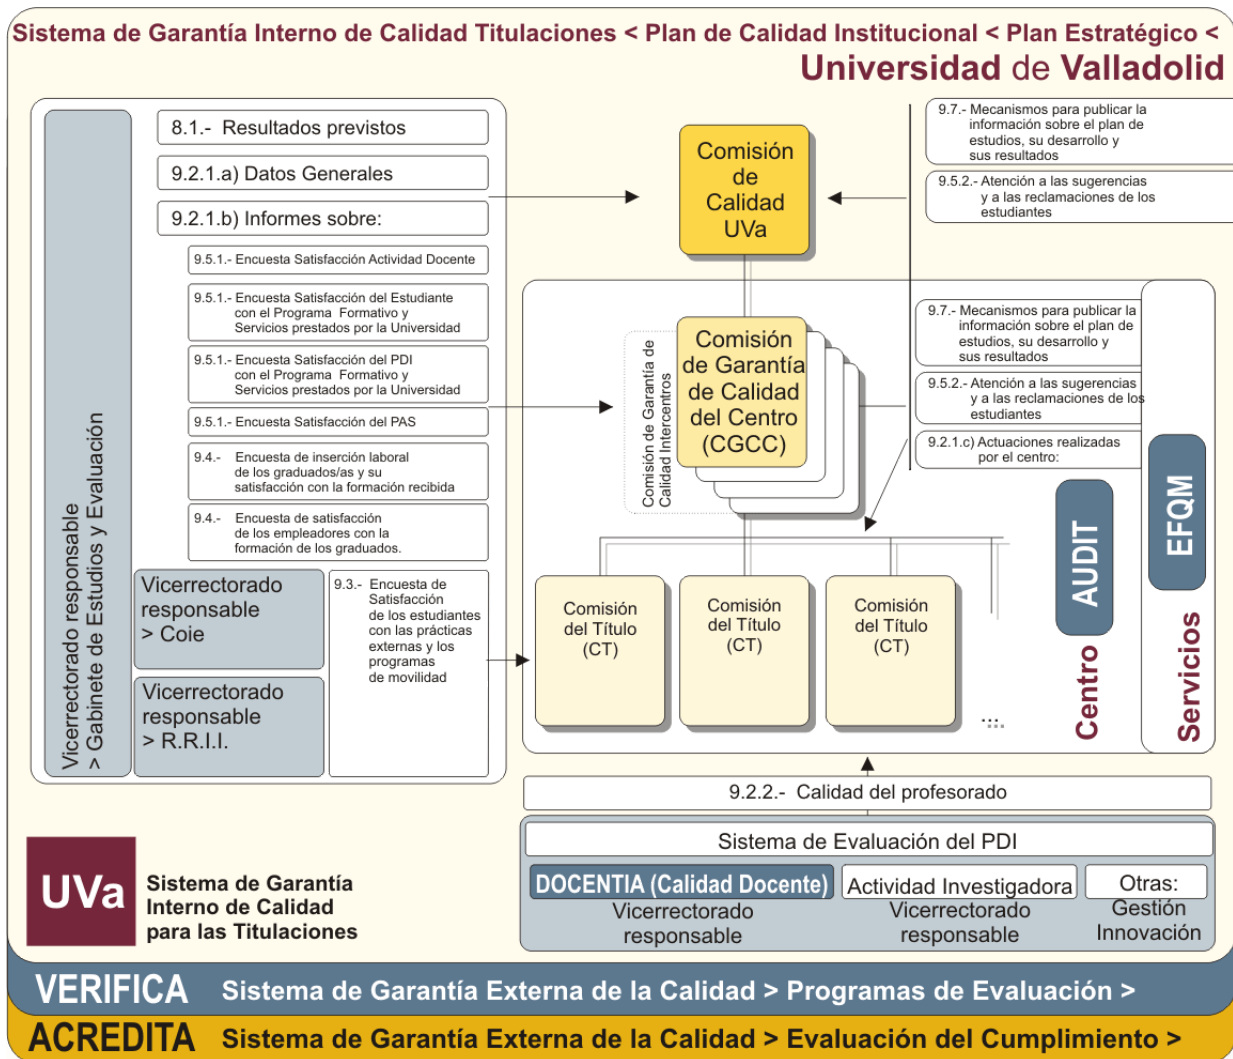 Sistema de Garantía Interno de Calidad Titulaciones < Plan de Calidad Institucional < Plan Estratégico <
Universidad de Valladolid
Vicerrectorado responsable
> Gabinete de Estudios y Evaluación
8.1.- Resultados previstos
9.2.1.a) Datos Generales
9.2.1.b) Informes sobre:
9.5.1.- Encuesta Satisfacción Actividad Docente
9.5.1.- Encuesta Satisfacción del Estudiante
con el Programa Formativo y
Servicios prestados por la Universidad
9.5.1.- Encuesta Satisfacción del PDI
con el Programa Formativo y
Servicios prestados por la Universidad
9.5.1.- Encuesta Satisfacción del PAS
9.4.- Encuesta de inserción laboral
de los graduados/as y su
satisfacción con la formación recibida
9.4.- Encuesta de satisfacción
de los empleadores con la
formación de los graduados.
Vicerrectorado
responsable
> Coie
Vicerrectorado
responsable
> R.R.I.I.
9.3.- Encuesta de
Satisfacción
de los estudiantes
con las prácticas
externas y los
programas
de movilidad
Comisión
de
Calidad
UVa
9.7.- Mecanismos para publicar la
información sobre el plan de
estudios, su desarrollo y
sus resultados
9.5.2.- Atención a las sugerencias
y a las reclamaciones de los
estudiantes
Comisión de Garantía de
Calidad Intercentros
Comisión
de Garantía
de Calidad
del Centro
(CGCC)
9.7.- Mecanismos para publicar la
información sobre el plan de
estudios, su desarrollo y
sus resultados
9.5.2.- Atención a las sugerencias
y a las reclamaciones de los
estudiantes
9.2.1.c) Actuaciones realizadas
por el centro:
Comisión
del Título
(CT)
Comisión
del Título
(CT)
Comisión
del Título
(CT)
....
Centro
AUDIT
Servicios
EFQM
9.2.2.- Calidad del profesorado
Sistema de Evaluación del PDI
DOCENTIA (Calidad Docente)
Vicerrectorado
responsable
Actividad Investigadora
Vicerrectorado
responsable
Otras:
Gestión
Innovación
UVa
Sistema de Garantía
Interno de Calidad
para las Titulaciones
VERIFICA Sistema de Garantía Externa de la Calidad > Programas de Evaluación >
ACREDITA Sistema de Garantía Externa de la Calidad > Evaluación del Cumplimiento >